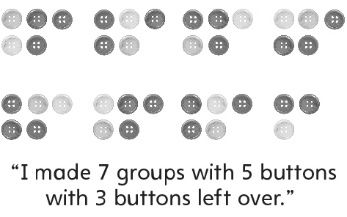 “I made 7 groups with 5 buttons
with 3 buttons left over.”